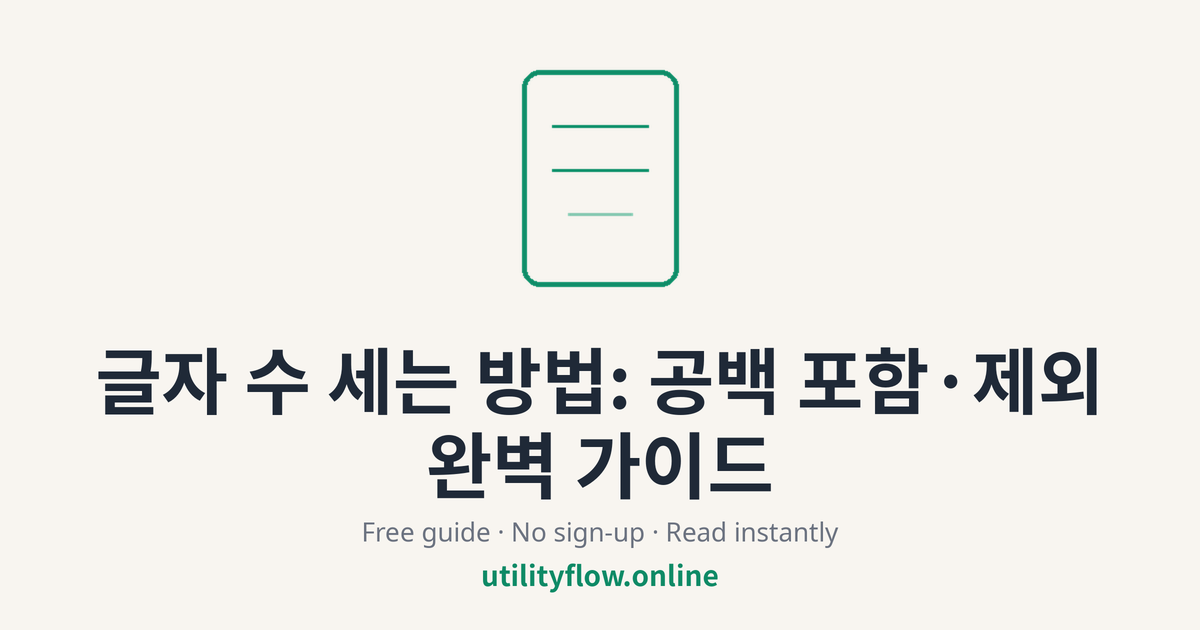 글자 수 세는 방법: 공백 포함·제외
완벽 가이드
Free guide · No sign-up · Read instantly
utilityflow.online